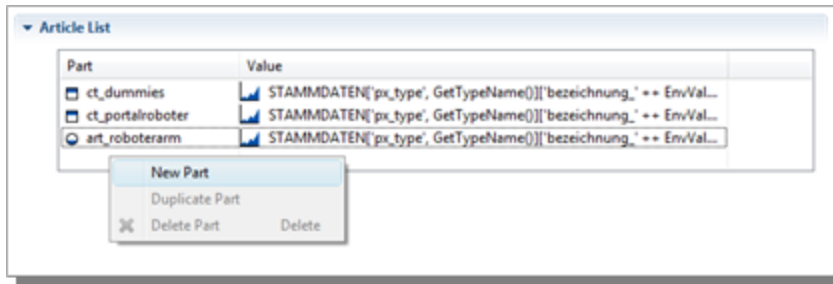 Article List
Part Value
ct_dummies STAMMDATEN['px_type', GetTypeName()]['bezeichnung_' ++ EnvVal...
ct_portalroboter STAMMDATEN['px_type', GetTypeName()]['bezeichnung_' ++ EnvVal...
art_roboterarm STAMMDATEN['px_type', GetTypeName()]['bezeichnung_' ++ EnvVal...
New Part
Duplicate Part
Delete Part Delete